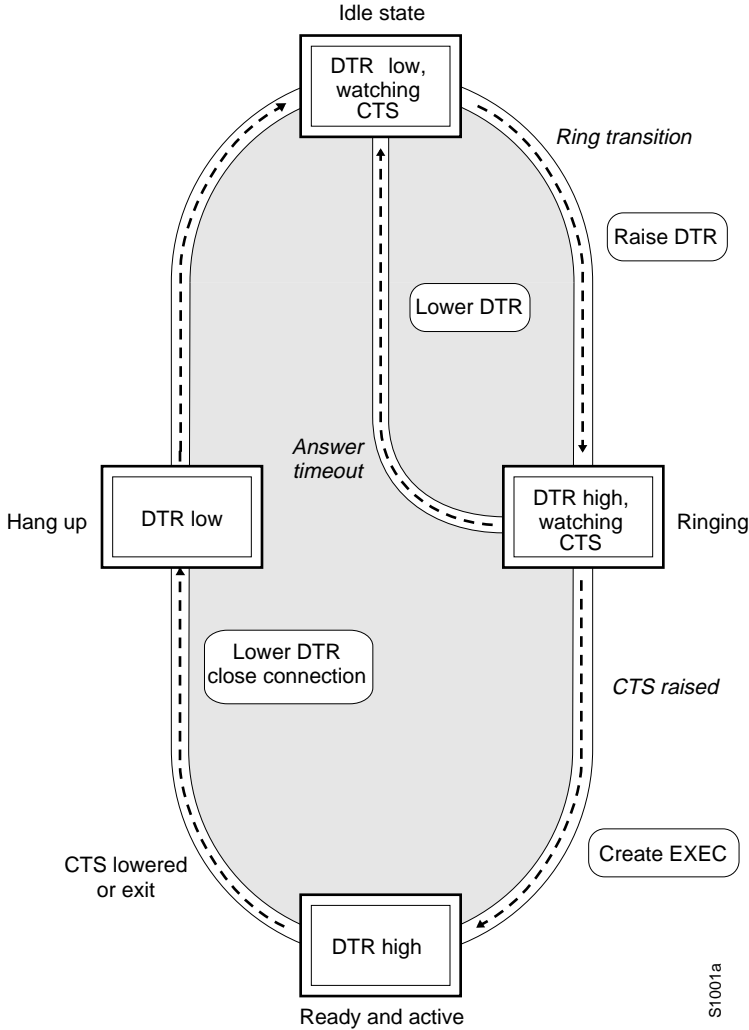 Idle state
DTR low,
watching
CTS
Ring transition
Raise DTR
Lower DTR
Answer
timeout
Hang up
DTR low
DTR high,
watching
CTS
Ringing
Lower DTR
close connection
CTS raised
CTS lowered
or exit
Create EXEC
DTR high
Ready and active
S1001a